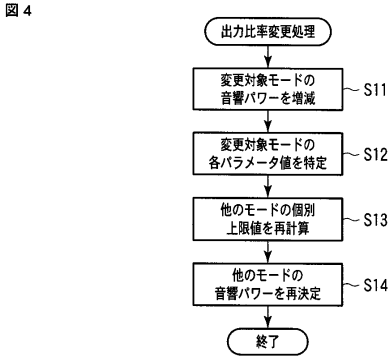 図4
出力比率変更処理
変更対象モードの
音響パワーを増減
S11
変更対象モードの
各パラメータ値を特定
S12
他のモードの個別
上限値を再計算
S13
他のモードの
音響パワーを再決定
S14
終了